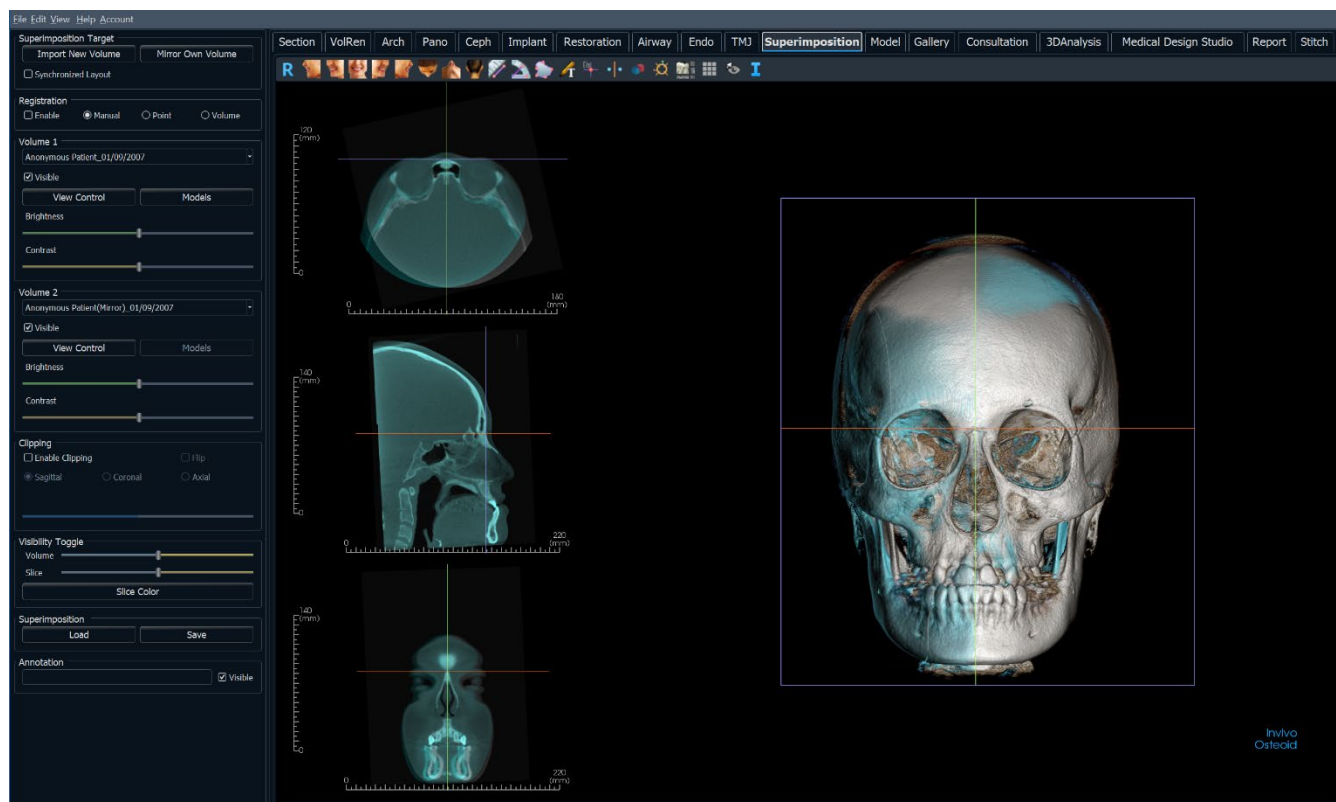 File Edit View Help Account
Superimposition Target
Import New Volume Mirror Own Volume
Synchronized Layout
Registration
Enable Manual Point Volume
Volume 1
Anonymous Patient_01/09/2007
Visible
View Control Models
Brightness
Contrast
Volume 2
Anonymous Patient(Mirror)_01/09/2007
Visible
View Control Models
Brightness
Contrast
Clipping
Enable Clipping Flip
Sagittal Coronal Axial
Visibility Toggle
Volume
Slice
Slice Color
Superimposition
Load Save
Annotation
Visible
Section VolRen Arch Pano Ceph Implant Restoration Airway Endo TMJ Superimposition Model Gallery Consultation 3DAnalysis Medical Design Studio Report Stitch
R T I
120
(mm)
0
0 160
(mm)
140
(mm)
0
0 220
(mm)
140
(mm)
0
0 220
(mm)
Invivo
Osteoid